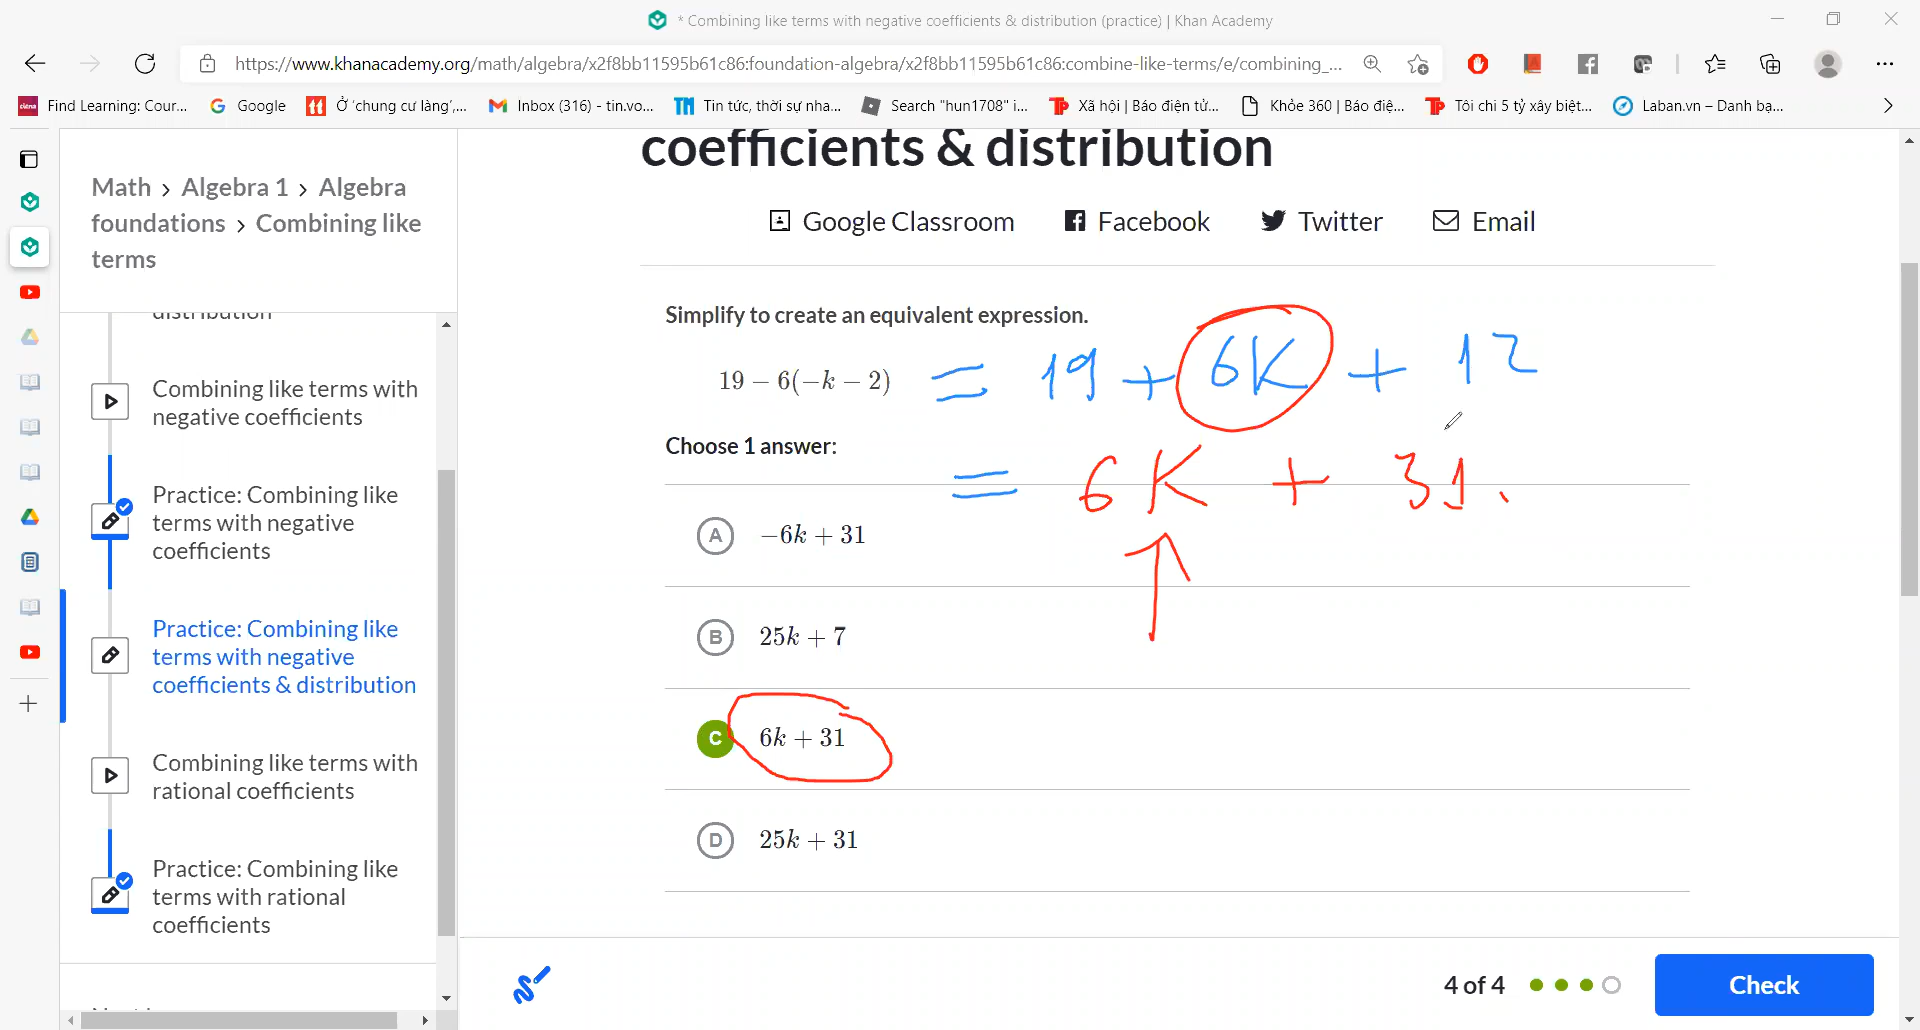 * Combining like terms with negative coefficients & distribution (practice) | Khan Academy
https://www.khanacademy.org/math/algebra/x2f8bb11595b61c86:foundation-algebra/x2f8bb11595b61c86:combine-like-terms/e/combining_...
Find Learning: Cour... Google Ở 'chung cư làng',... Inbox (316) - tin.vo... Tin tức, thời sự nha... Search "hun1708" i... Xã hội | Báo điện tử... Khỏe 360 | Báo điệ... Tôi chi 5 tỷ xây biệt... Laban.vn – Danh bạ...
Math > Algebra 1 > Algebra
foundations > Combining like
terms
distribution
Combining like terms with
negative coefficients
Practice: Combining like
terms with negative
coefficients
Practice: Combining like
terms with negative
coefficients & distribution
Combining like terms with
rational coefficients
Practice: Combining like
terms with rational
coefficients
coefficients & distribution
Google Classroom Facebook Twitter Email
Simplify to create an equivalent expression.
19 − 6(−k − 2) = 19 + 6K + 12
Choose 1 answer:
= 6K + 31.
A −6k + 31
B 25k + 7
C 6k + 31
D 25k + 31
4 of 4 Check